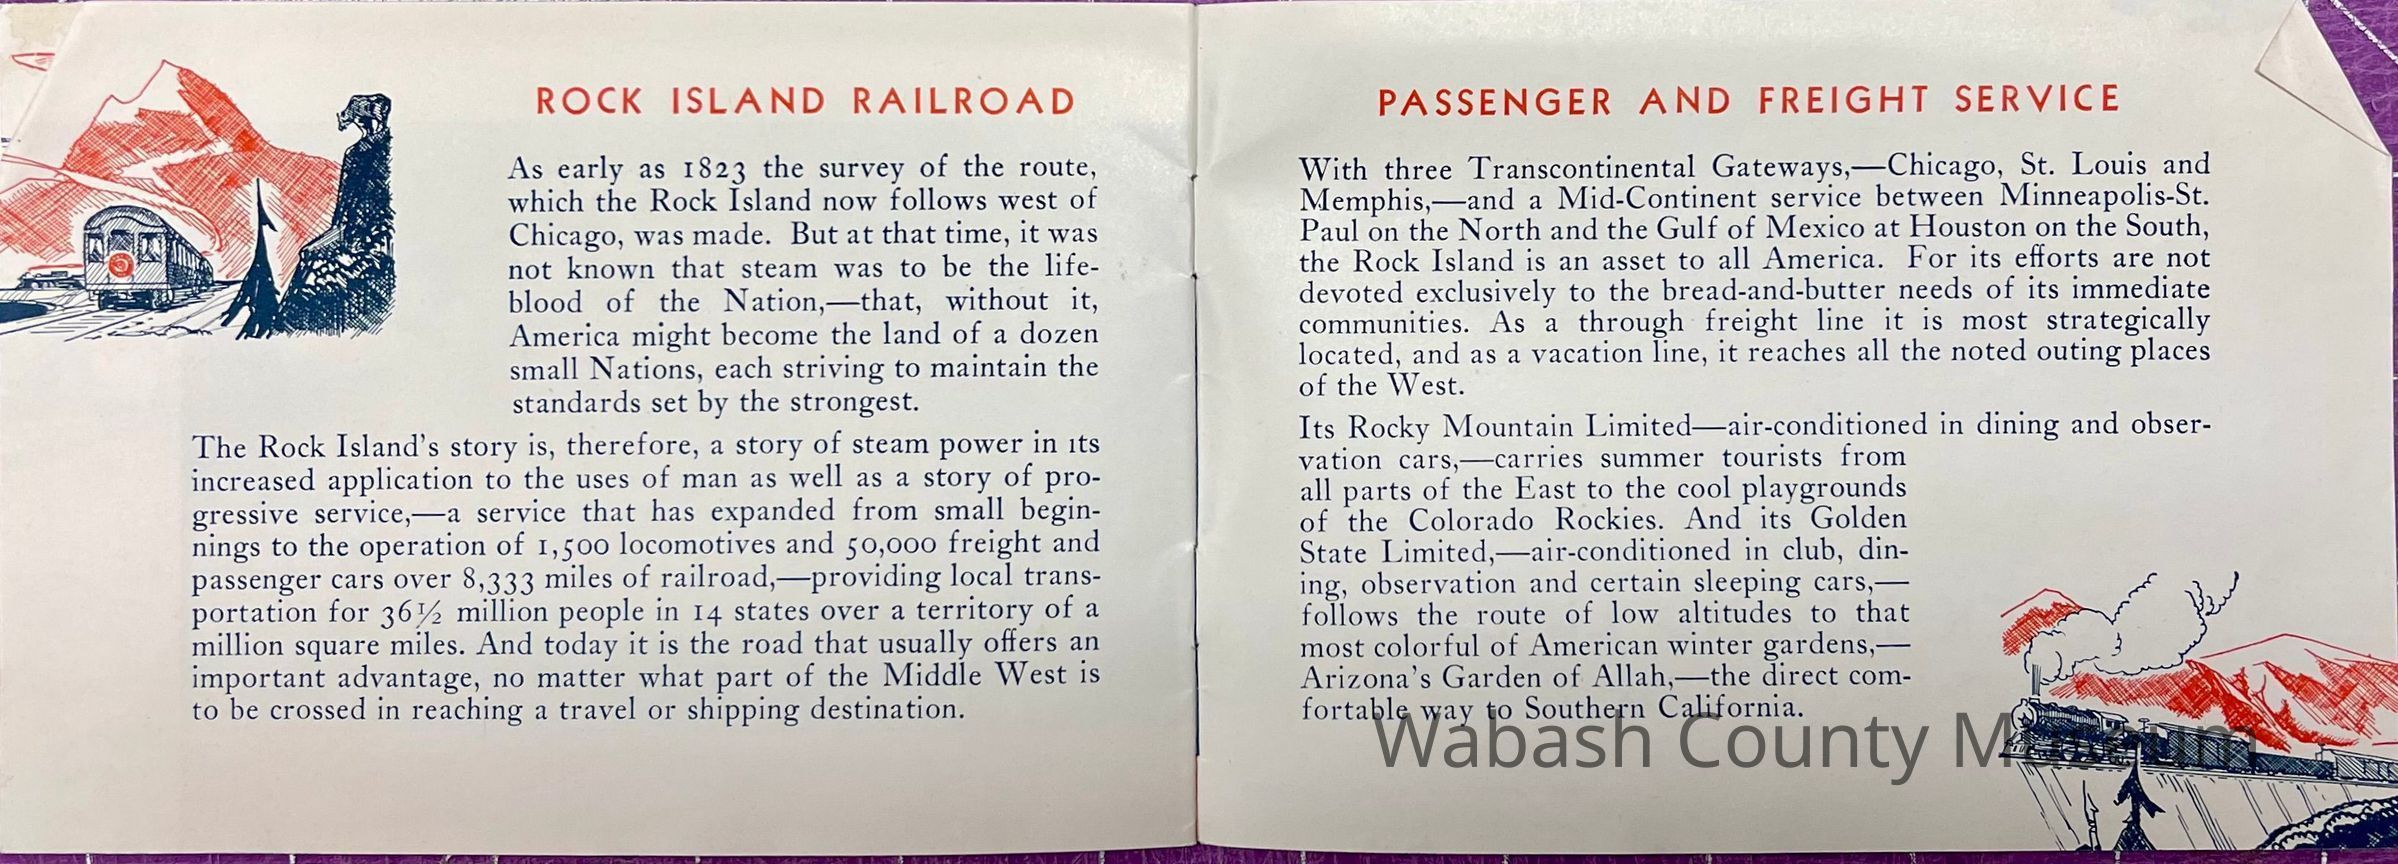 ROCK ISLAND RAILROAD
As early as 1823 the survey of the route,
which the Rock Island now follows west of
Chicago, was made. But at that time, it was
not known that steam was to be the life-
blood of the Nation,—that, without it,
America might become the land of a dozen
small Nations, each striving to maintain the
standards set by the strongest.
The Rock Island's story is, therefore, a story of steam power in its
increased application to the uses of man as well as a story of pro-
gressive service,—a service that has expanded from small begin-
nings to the operation of 1,500 locomotives and 50,000 freight and
passenger cars over 8,333 miles of railroad,—providing local trans-
portation for 36½ million people in 14 states over a territory of a
million square miles. And today it is the road that usually offers an
important advantage, no matter what part of the Middle West is
to be crossed in reaching a travel or shipping destination.
PASSENGER AND FREIGHT SERVICE
With three Transcontinental Gateways,—Chicago, St. Louis and
Memphis,—and a Mid-Continent service between Minneapolis-St.
Paul on the North and the Gulf of Mexico at Houston on the South,
the Rock Island is an asset to all America. For its efforts are not
devoted exclusively to the bread-and-butter needs of its immediate
communities. As a through freight line it is most strategically
located, and as a vacation line, it reaches all the noted outing places
of the West.
Its Rocky Mountain Limited—air-conditioned in dining and obser-
vation cars,—carries summer tourists from
all parts of the East to the cool playgrounds
of the Colorado Rockies. And its Golden
State Limited,—air-conditioned in club, din-
ing, observation and certain sleeping cars,—
follows the route of low altitudes to that
most colorful of American winter gardens,—
Arizona's Garden of Allah,—the direct com-
fortable way to Southern California.
Wabash County Museum